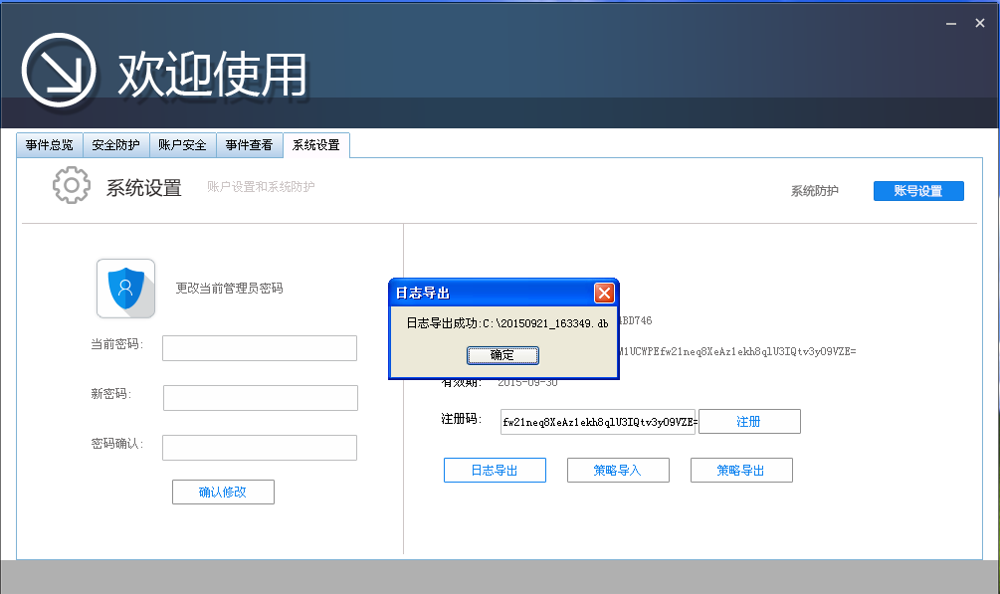 欢迎使用
事件总览 安全防护 账户安全 事件查看 系统设置
系统设置 账户设置和系统防护 系统防护 账号设置
更改当前管理员密码
当前密码:
新密码:
密码确认:
确认修改
日志导出
日志导出成功:C:\20150921_163349.db
确定
BD746
M1UCWPEfw21neq8XeAz1ekh8qlU3IQtv3yO9VZE=
有效期: 2015-09-30
注册码: fw21neq8XeAz1ekh8qlU3IQtv3yO9VZE= 注册
日志导出 策略导入 策略导出